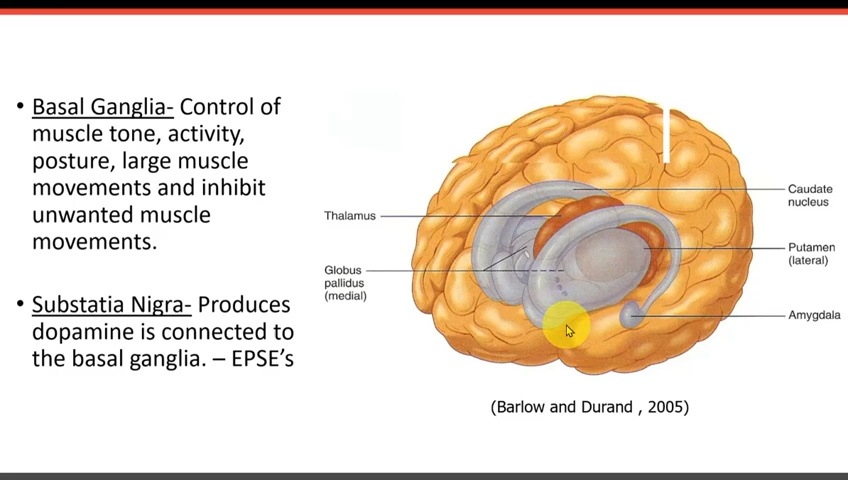 • Basal Ganglia- Control of
muscle tone, activity,
posture, large muscle
movements and inhibit
unwanted muscle
movements.
• Substatia Nigra- Produces
dopamine is connected to
the basal ganglia. – EPSE’s
Thalamus
Globus
pallidus
(medial)
Caudate
nucleus
Putamen
(lateral)
Amygdala
(Barlow and Durand , 2005)